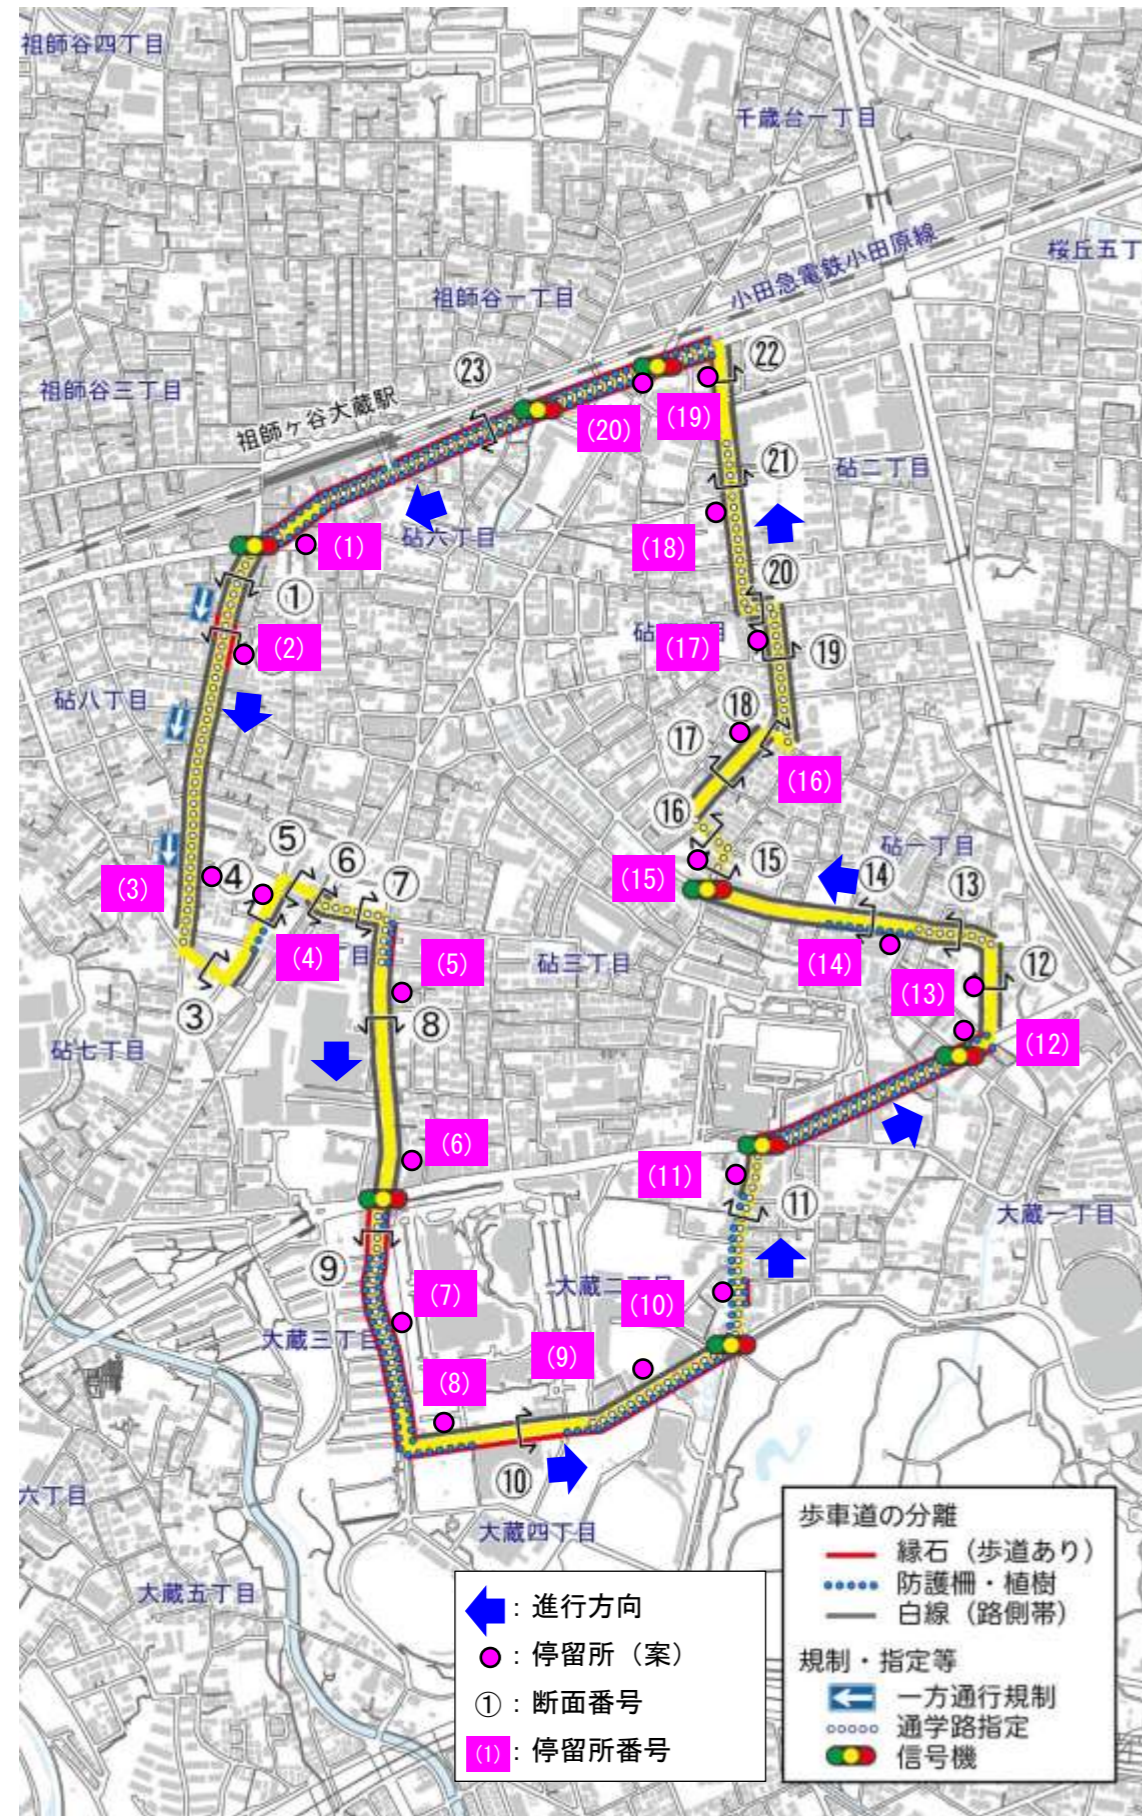 祖師谷四丁目
千歳台一丁目
小田急電鉄小田原線
桜丘五丁
祖師谷一丁目
㉒
㉓
祖師谷三丁目
(19)
(20)
祖師ヶ谷大蔵駅
㉑
砧二丁目
(18)
砧六丁目
(1)
⑳
①
(2)
(17)
⑲
砧八丁目
⑱
⑰
(16)
⑯
砧一丁目
⑤
⑥
⑮
⑭
(3)
④
(15)
⑦
⑬
(4)
目
(5)
砧三丁目
(14)
⑫
(13)
③
⑧
砧七丁目
(12)
(6)
(11)
⑪
大蔵一丁目
⑨
大蔵二丁目
(10)
(7)
大蔵三丁目
(9)
(8)
⑩
六丁目
大蔵四丁目
大蔵五丁目
：進行方向
：停留所（案）
①：断面番号
(1)：停留所番号
歩車道の分離
縁石（歩道あり）
防護柵・植樹
白線（路側帯）
規制・指定等
一方通行規制
通学路指定
信号機